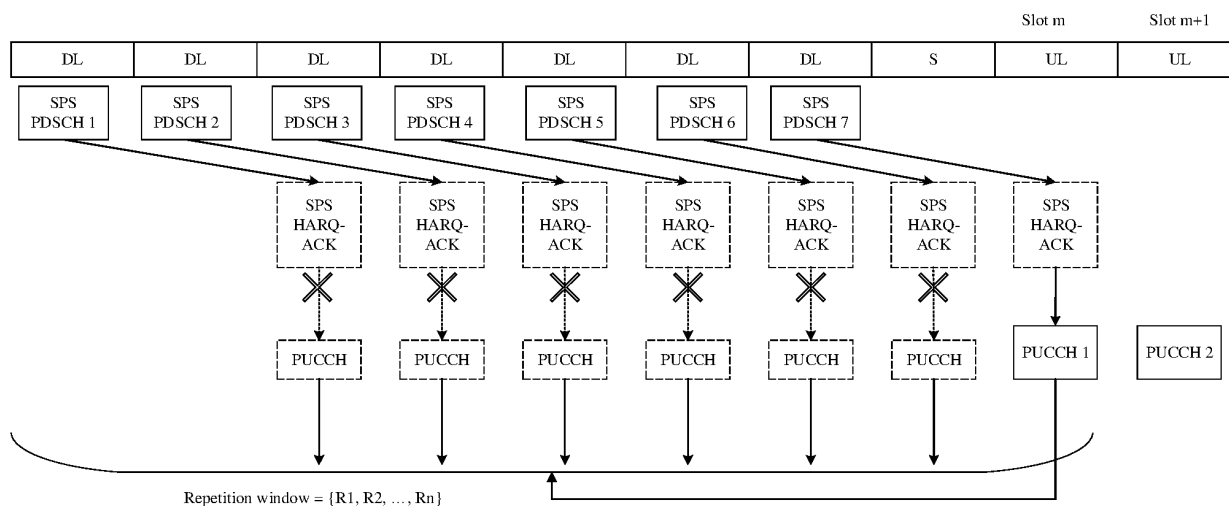 Slot m Slot m+1
DL DL DL DL DL DL DL S UL UL
SPS SPS SPS SPS SPS SPS SPS
PDSCH 1 PDSCH 2 PDSCH 3 PDSCH 4 PDSCH 5 PDSCH 6 PDSCH 7
SPS SPS SPS SPS SPS SPS SPS
HARQ- HARQ- HARQ- HARQ- HARQ- HARQ- HARQ-
ACK ACK ACK ACK ACK ACK ACK
PUCCH PUCCH PUCCH PUCCH PUCCH PUCCH PUCCH 1 PUCCH 2
Repetition window = {R1, R2, …, Rn}